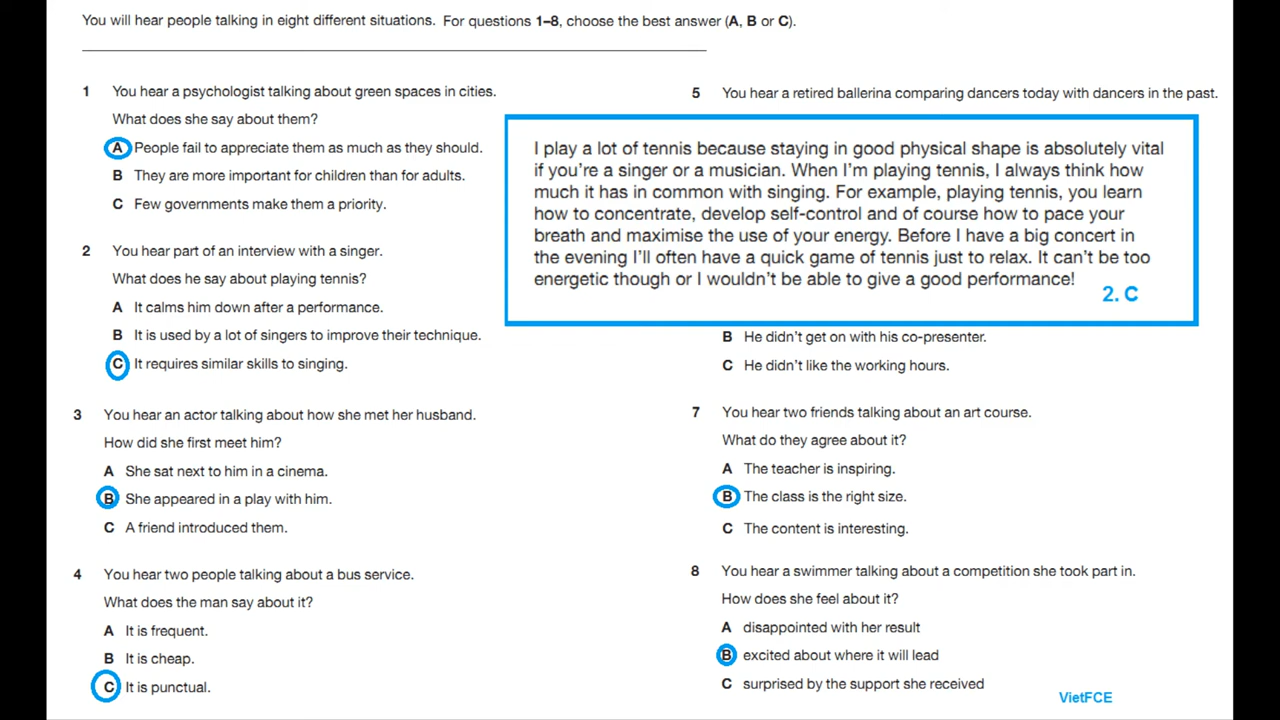 You will hear people talking in eight different situations. For questions 1–8, choose the best answer (A, B or C).
1 You hear a psychologist talking about green spaces in cities.
What does she say about them?
A People fail to appreciate them as much as they should.
B They are more important for children than for adults.
C Few governments make them a priority.
2 You hear part of an interview with a singer.
What does he say about playing tennis?
A It calms him down after a performance.
B It is used by a lot of singers to improve their technique.
C It requires similar skills to singing.
3 You hear an actor talking about how she met her husband.
How did she first meet him?
A She sat next to him in a cinema.
B She appeared in a play with him.
C A friend introduced them.
4 You hear two people talking about a bus service.
What does the man say about it?
A It is frequent.
B It is cheap.
C It is punctual.
5 You hear a retired ballerina comparing dancers today with dancers in the past.
I play a lot of tennis because staying in good physical shape is absolutely vital
if you're a singer or a musician. When I'm playing tennis, I always think how
much it has in common with singing. For example, playing tennis, you learn
how to concentrate, develop self-control and of course how to pace your
breath and maximise the use of your energy. Before I have a big concert in
the evening I'll often have a quick game of tennis just to relax. It can't be too
energetic though or I wouldn't be able to give a good performance!
2. C
B He didn't get on with his co-presenter.
C He didn't like the working hours.
7 You hear two friends talking about an art course.
What do they agree about it?
A The teacher is inspiring.
B The class is the right size.
C The content is interesting.
8 You hear a swimmer talking about a competition she took part in.
How does she feel about it?
A disappointed with her result
B excited about where it will lead
C surprised by the support she received
VietFCE